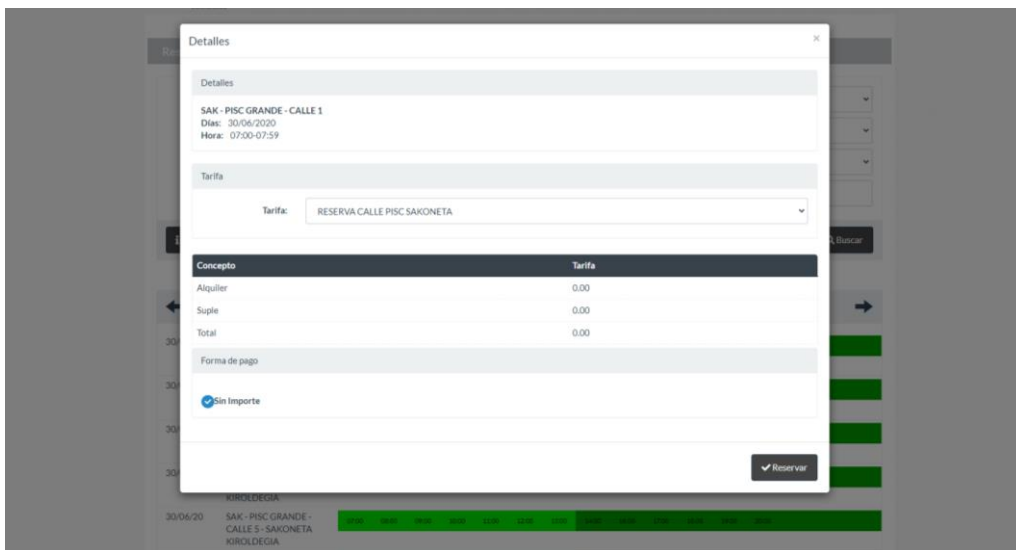 Detalles ×
Detalles
SAK - PISC GRANDE - CALLE 1
Días: 30/06/2020
Hora: 07:00-07:59
Tarifa
Tarifa: RESERVA CALLE PISC SAKONETA
Buscar
Concepto Tarifa
Alquiler 0.00
Suple 0.00
Total 0.00
Forma de pago
Sin Importe
Reservar
KIROLDEGIA
30/06/20 SAK - PISC GRANDE -
CALLE 5 - SAKONETA
KIROLDEGIA